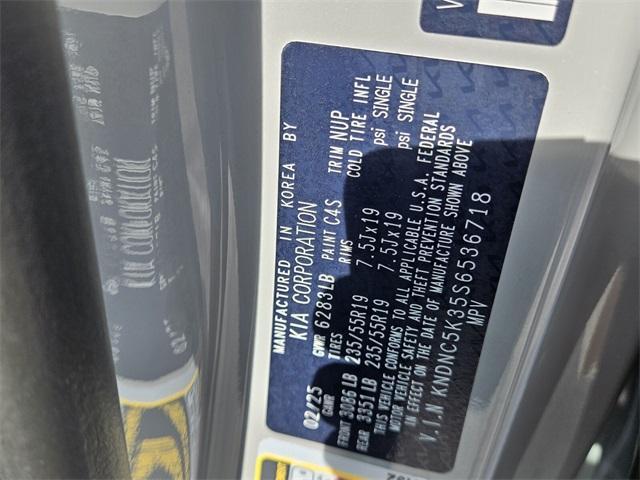 MANUFACTURED IN KOREA BY
KIA CORPORATION
02/25 GVWR 6283LB PAINT C4S TRIM NUP
GAWR TIRES RIMS COLD TIRE INFL
FRONT 3086LB 235/55R19 7.5Jx19 psi SINGLE
REAR 3351LB 235/55R19 7.5Jx19 psi SINGLE
THIS VEHICLE CONFORMS TO ALL APPLICABLE U.S.A. FEDERAL
MOTOR VEHICLE SAFETY AND THEFT PREVENTION STANDARDS
IN EFFECT ON THE DATE OF MANUFACTURE SHOWN ABOVE
V.I.N KNDNC5K35S6536718
MPV